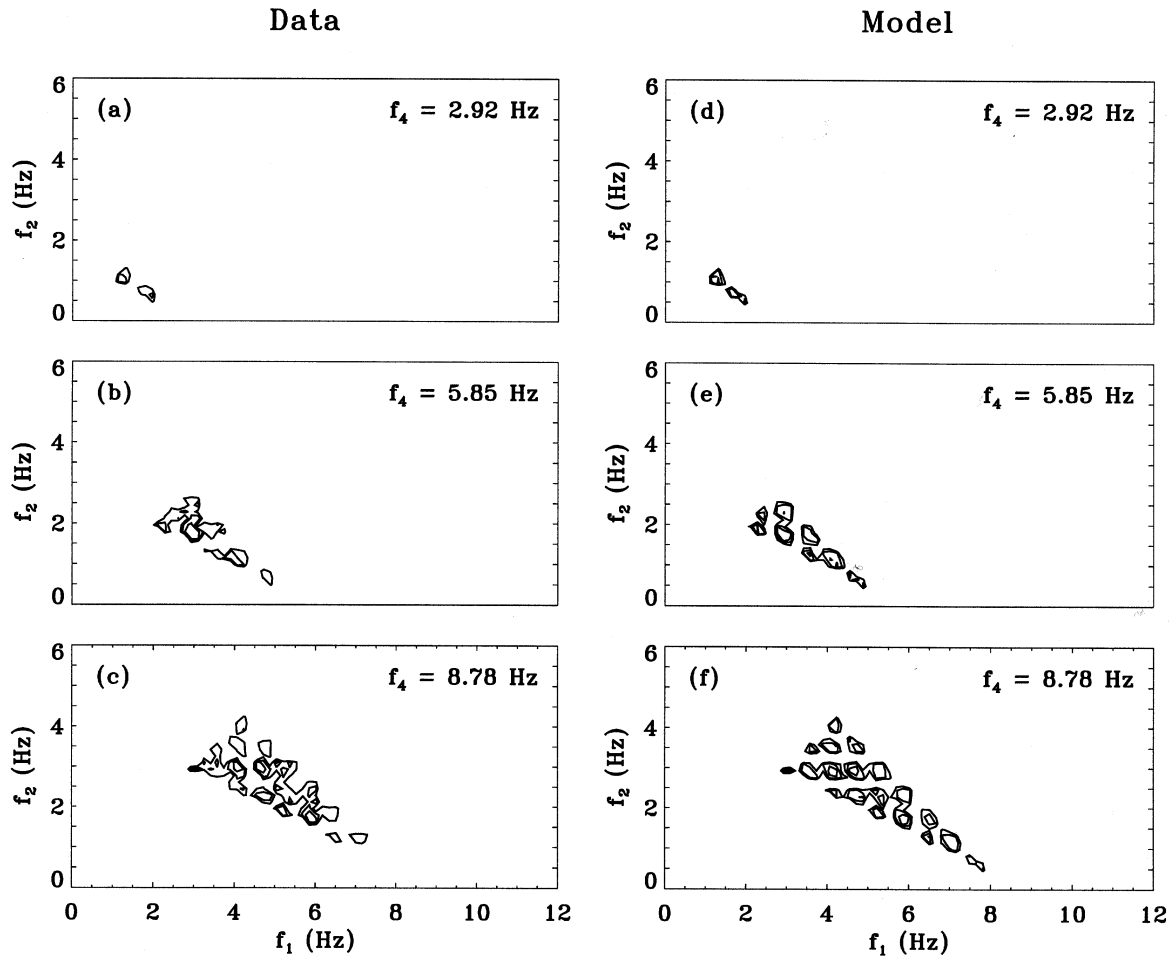 Data
Model
(a) f₄ = 2.92 Hz
f₂ (Hz)
6
4
2
0
(d) f₄ = 2.92 Hz
f₂ (Hz)
6
4
2
0
(b) f₄ = 5.85 Hz
f₂ (Hz)
6
4
2
0
(e) f₄ = 5.85 Hz
f₂ (Hz)
6
4
2
0
(c) f₄ = 8.78 Hz
f₂ (Hz)
6
4
2
0
0 2 4 6 8 10 12
f₁ (Hz)
(f) f₄ = 8.78 Hz
f₂ (Hz)
6
4
2
0
0 2 4 6 8 10 12
f₁ (Hz)